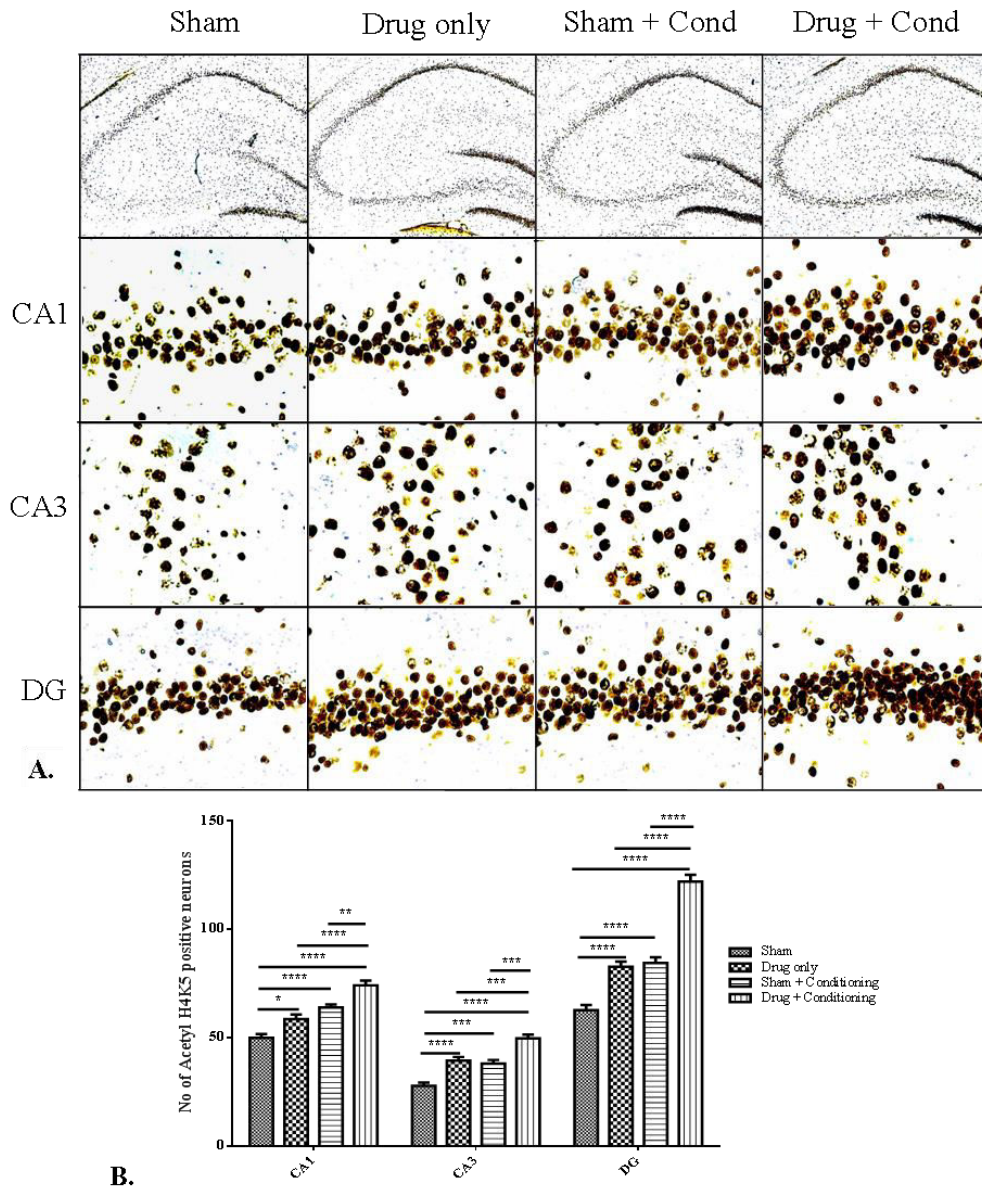 Sham Drug only Sham + Cond Drug + Cond
CA1
CA3
DG
A.
150
100
50
0
No of Acetyl H4K5 positive neurons
****
****
****
**
****
****
****
***
****
****
***
****
****
****
***
*
****
CA1
CA3
DG
Sham
Drug only
Sham + Conditioning
Drug + Conditioning
B.